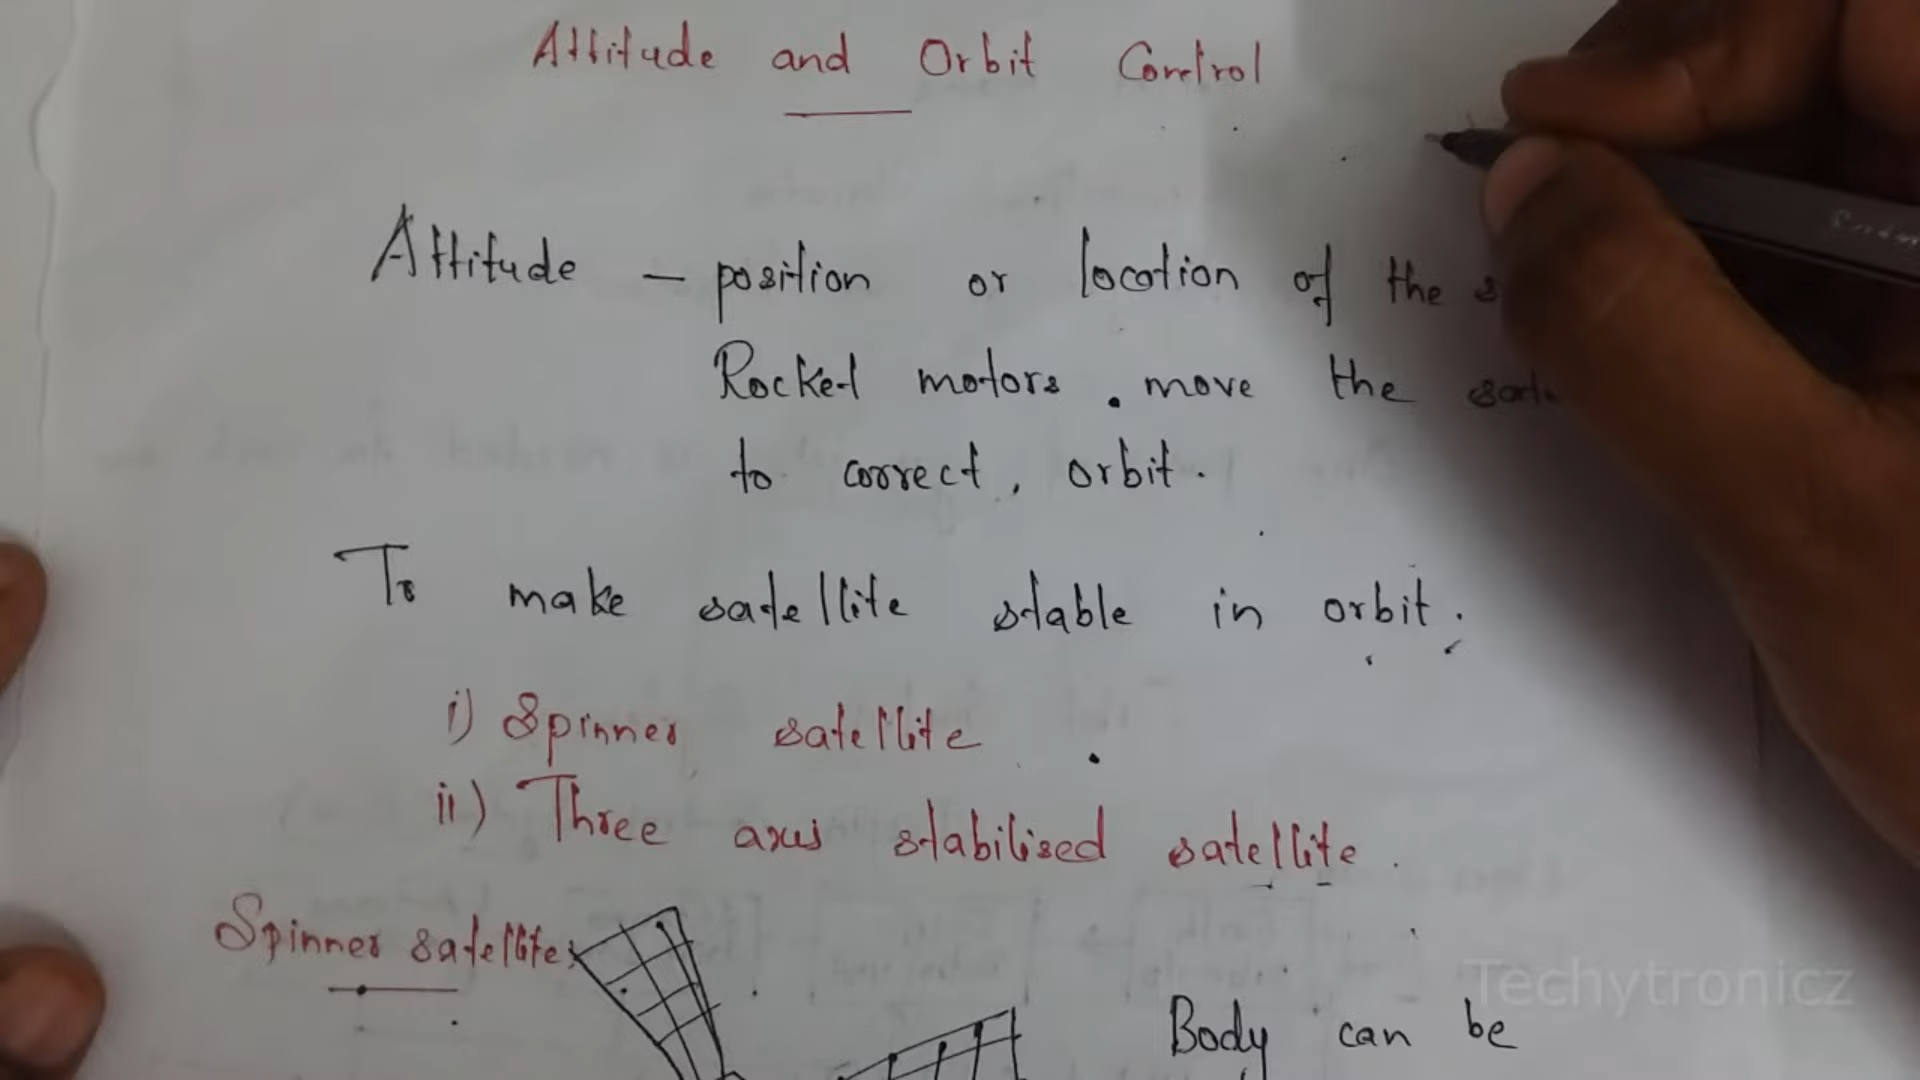 Attitude and Orbit Control
Attitude - position or location of the
Rocket motors . move the
to correct, orbit.
To make satellite stable in orbit.
i) Spinner satellite
ii) Three axis stabilised satellite.
Spinner satellite:
Body can be
Techytronicz